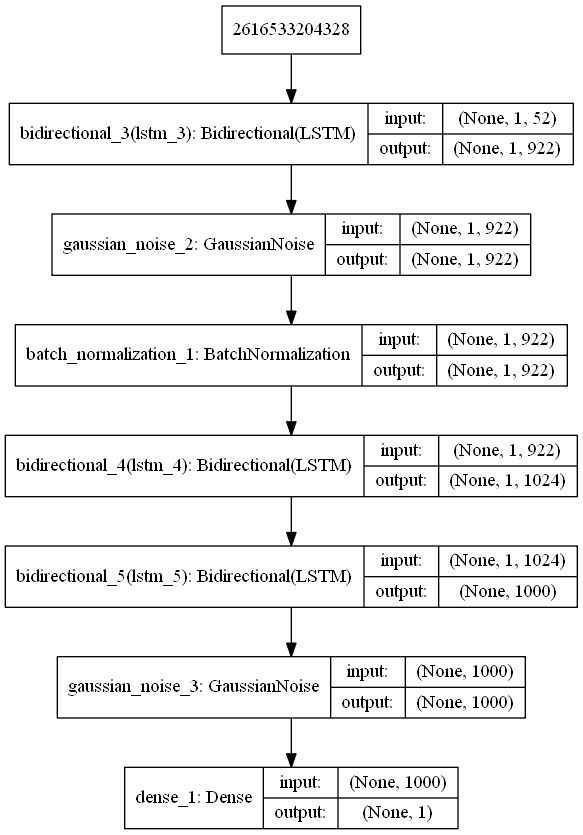 2616533204328
bidirectional_3(lstm_3): Bidirectional(LSTM)
input: (None, 1, 52)
output: (None, 1, 922)
gaussian_noise_2: GaussianNoise
input: (None, 1, 922)
output: (None, 1, 922)
batch_normalization_1: BatchNormalization
input: (None, 1, 922)
output: (None, 1, 922)
bidirectional_4(lstm_4): Bidirectional(LSTM)
input: (None, 1, 922)
output: (None, 1, 1024)
bidirectional_5(lstm_5): Bidirectional(LSTM)
input: (None, 1, 1024)
output: (None, 1000)
gaussian_noise_3: GaussianNoise
input: (None, 1000)
output: (None, 1000)
dense_1: Dense
input: (None, 1000)
output: (None, 1)